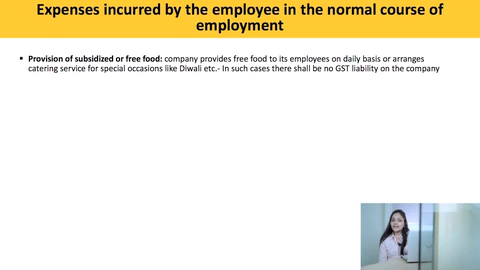 Expenses incurred by the employee in the normal course of
employment
▪ Provision of subsidized or free food: company provides free food to its employees on daily basis or arranges
catering service for special occasions like Diwali etc.- In such cases there shall be no GST liability on the company